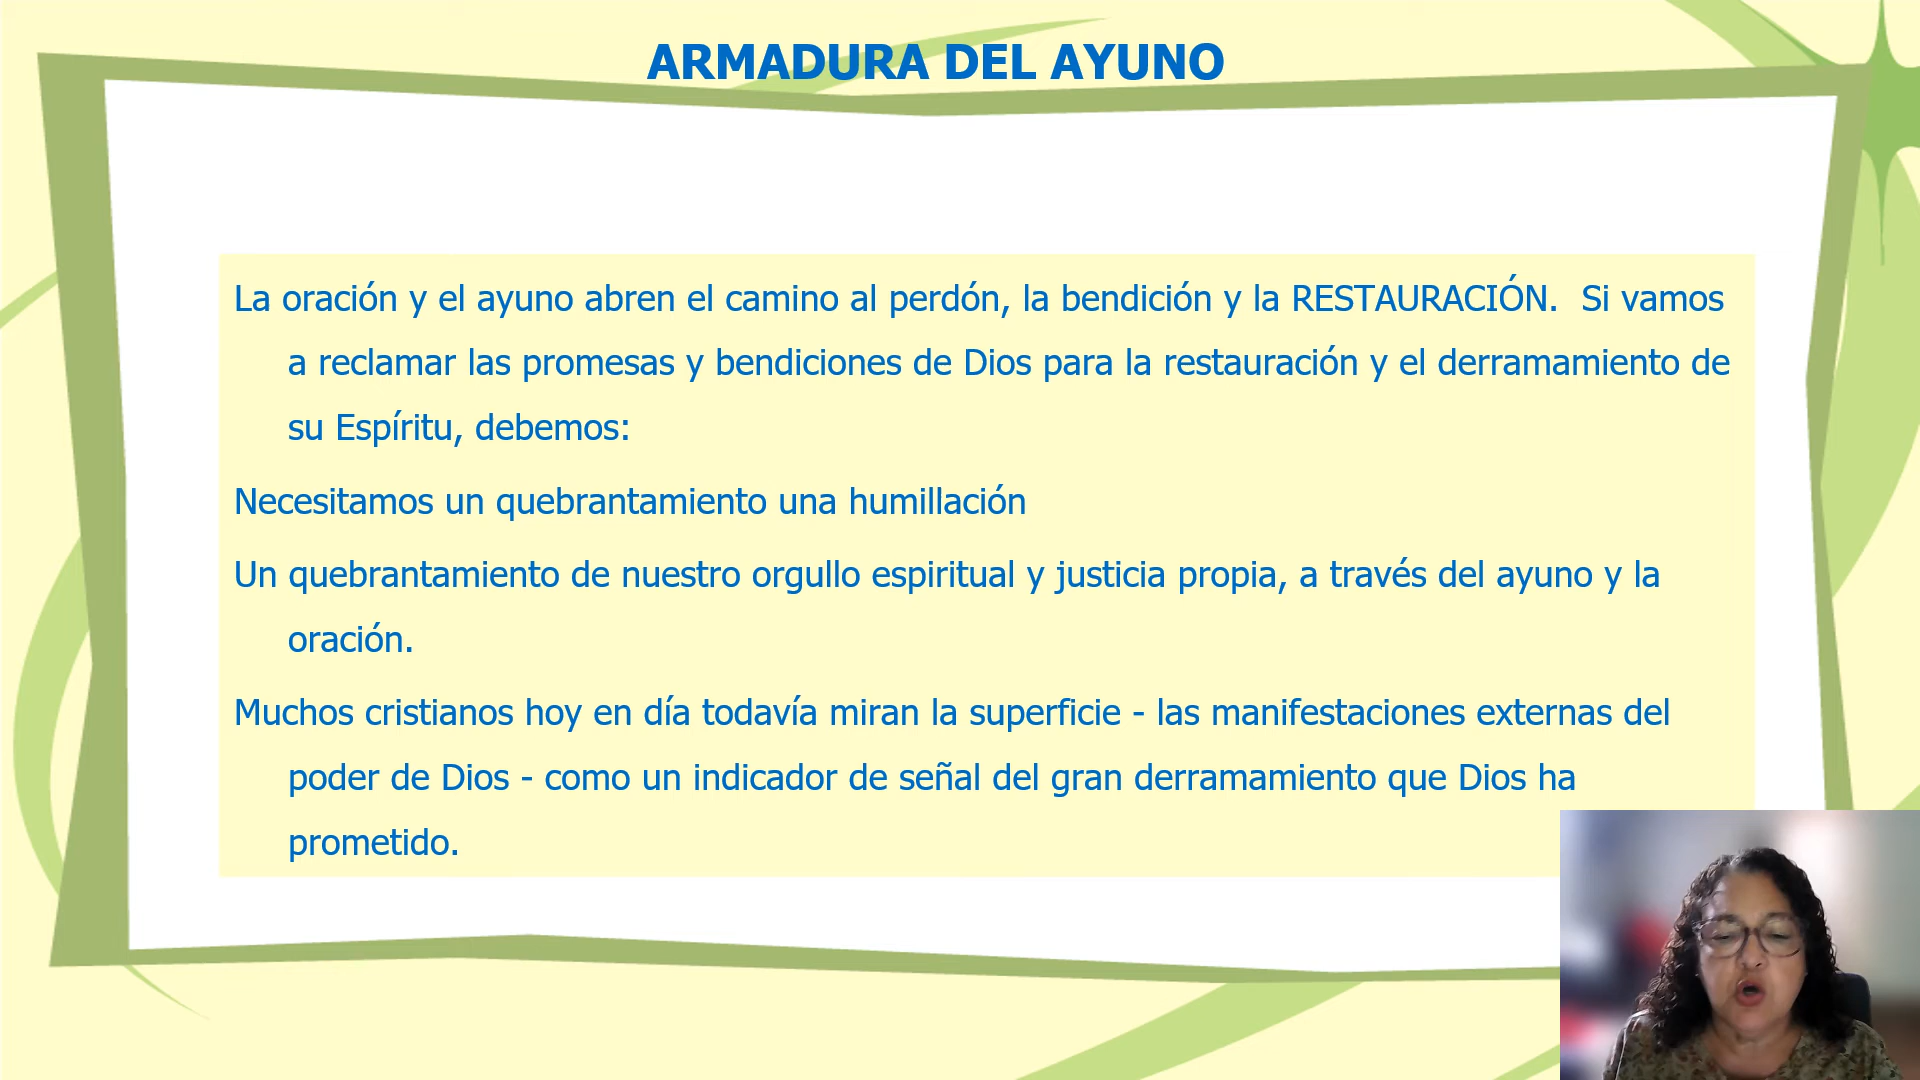 ARMADURA DEL AYUNO
La oración y el ayuno abren el camino al perdón, la bendición y la RESTAURACIÓN.  Si vamos
a reclamar las promesas y bendiciones de Dios para la restauración y el derramamiento de
su Espíritu, debemos:
Necesitamos un quebrantamiento una humillación
Un quebrantamiento de nuestro orgullo espiritual y justicia propia, a través del ayuno y la
oración.
Muchos cristianos hoy en día todavía miran la superficie - las manifestaciones externas del
poder de Dios - como un indicador de señal del gran derramamiento que Dios ha
prometido.